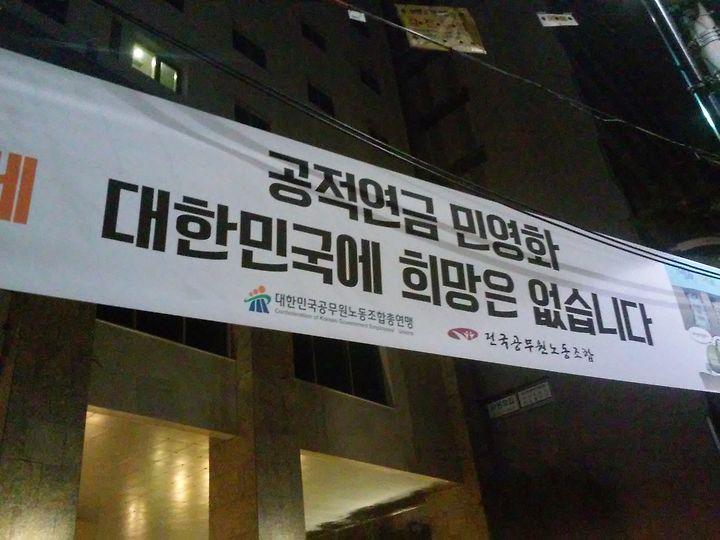 공적연금 민영화
대한민국에 희망은 없습니다
대한민국공무원노동조합총연맹
Confederation of Korean Government Employees' Unions
전국공무원노동조합